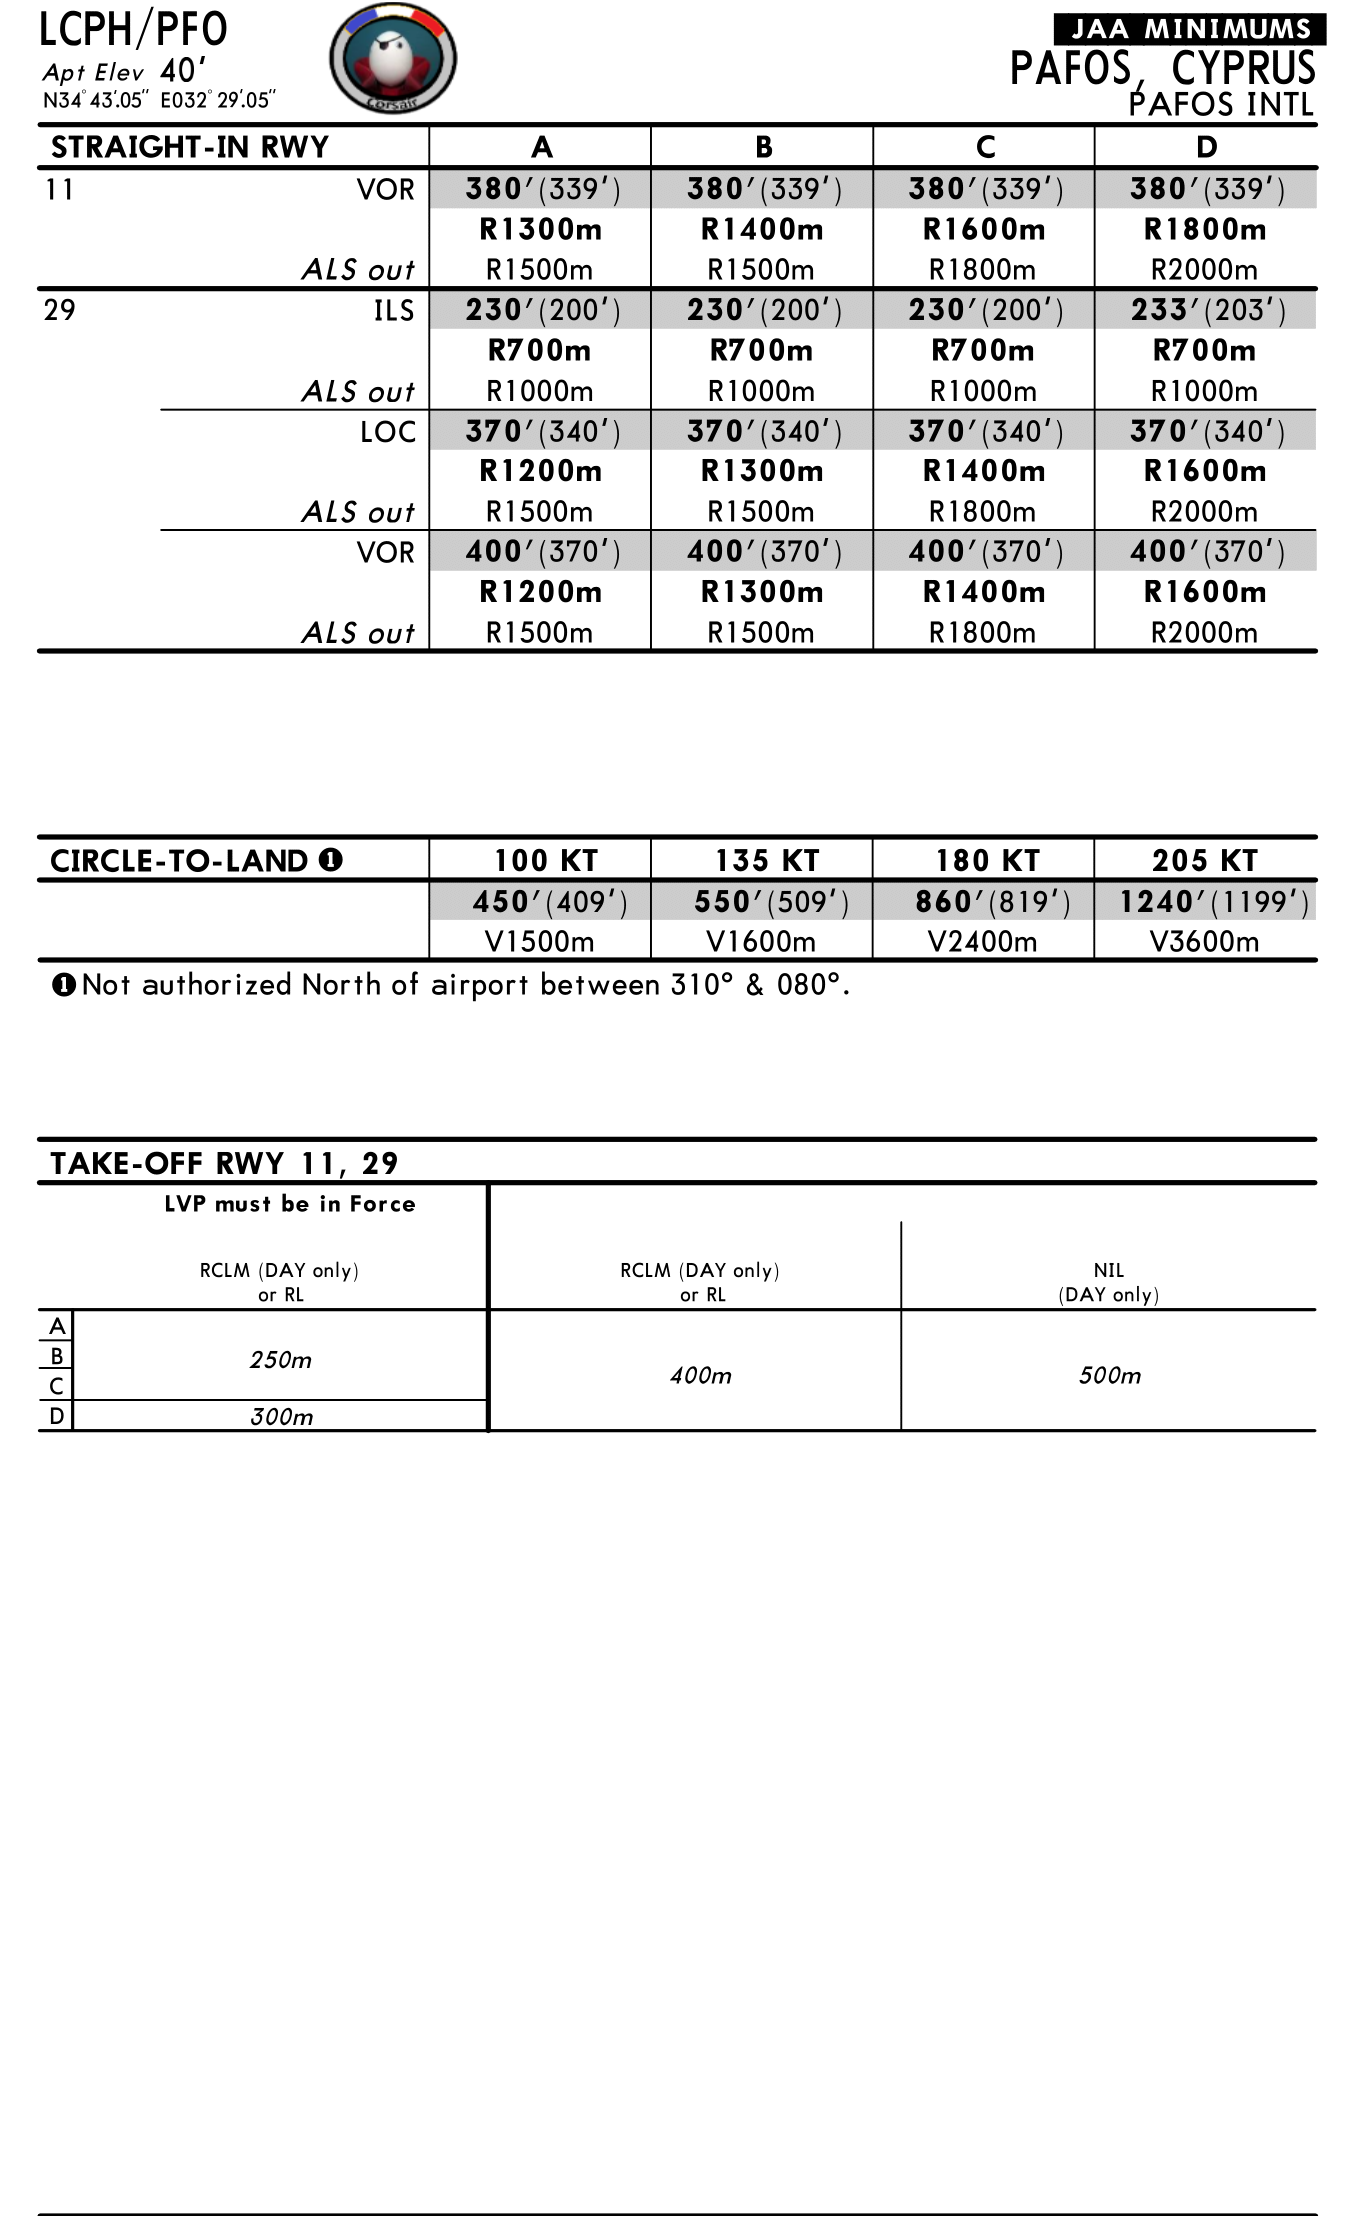 LCPH/PFO
Apt Elev 40'
N34°43'.05" E032°29'.05"
Corsair
JAA MINIMUMS
PAFOS, CYPRUS
PAFOS INTL
STRAIGHT-IN RWY A B C D
11 VOR 380'(339') 380'(339') 380'(339') 380'(339')
R1300m R1400m R1600m R1800m
ALS out R1500m R1500m R1800m R2000m
29 ILS 230'(200') 230'(200') 230'(200') 233'(203')
R700m R700m R700m R700m
ALS out R1000m R1000m R1000m R1000m
LOC 370'(340') 370'(340') 370'(340') 370'(340')
R1200m R1300m R1400m R1600m
ALS out R1500m R1500m R1800m R2000m
VOR 400'(370') 400'(370') 400'(370') 400'(370')
R1200m R1300m R1400m R1600m
ALS out R1500m R1500m R1800m R2000m
CIRCLE-TO-LAND ❶ 100 KT 135 KT 180 KT 205 KT
450'(409') 550'(509') 860'(819') 1240'(1199')
V1500m V1600m V2400m V3600m
❶ Not authorized North of airport between 310° & 080°.
TAKE-OFF RWY 11, 29
LVP must be in Force
RCLM (DAY only) RCLM (DAY only) NIL
or RL or RL (DAY only)
A
B 250m
C 400m 500m
D 300m